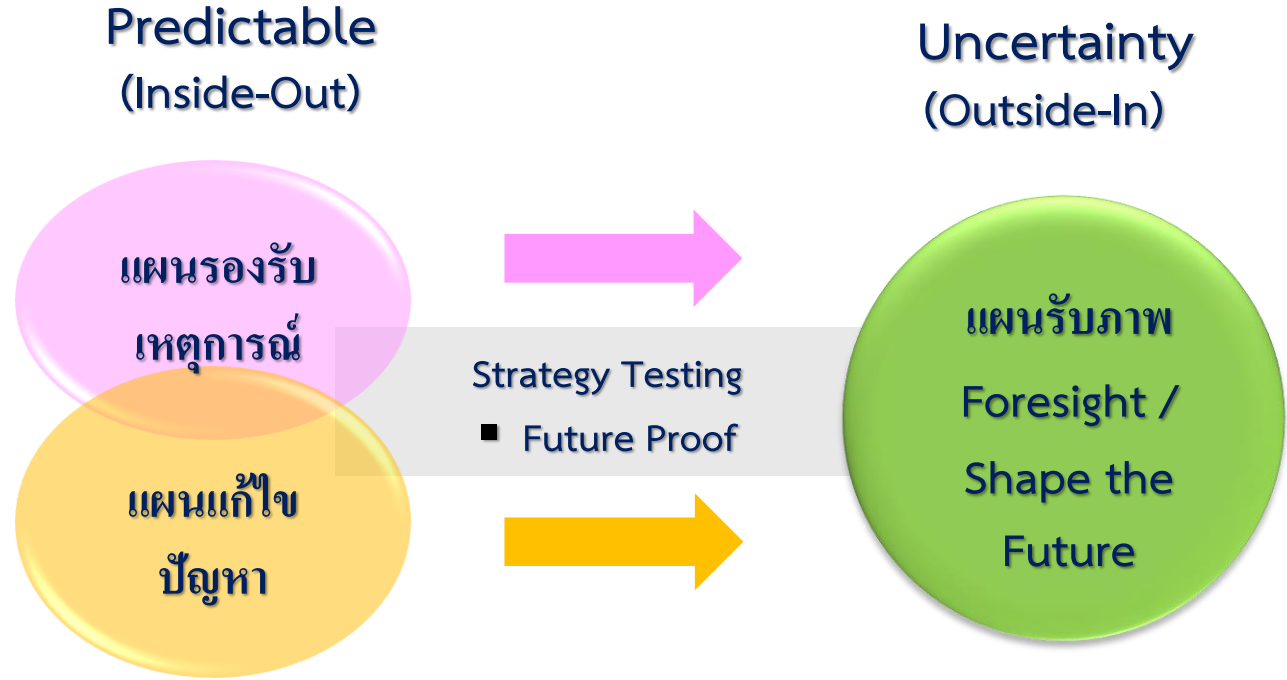 Predictable
(Inside-Out)
Uncertainty
(Outside-In)
แผนรองรับ
เหตุการณ์
แผนแก้ไข
ปัญหา
Strategy Testing
▪ Future Proof
แผนรับภาพ
Foresight /
Shape the
Future